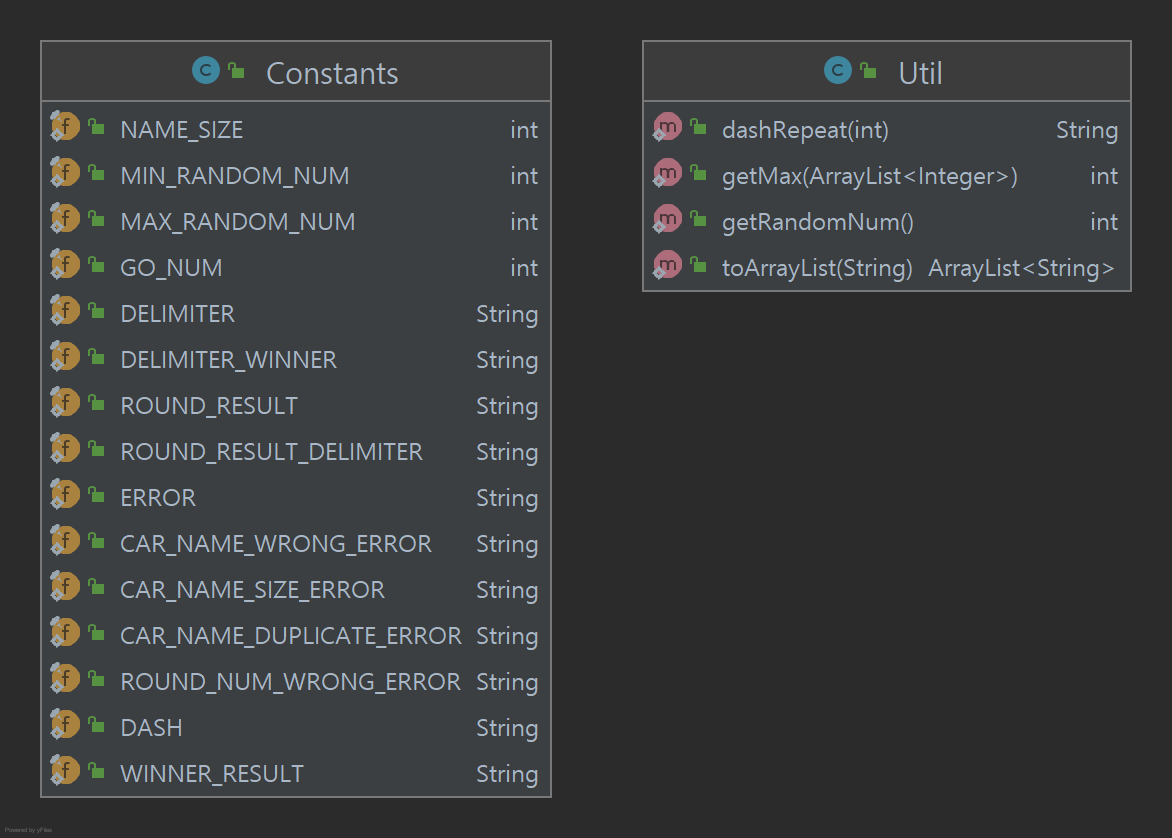 Constants
NAME_SIZE int
MIN_RANDOM_NUM int
MAX_RANDOM_NUM int
GO_NUM int
DELIMITER String
DELIMITER_WINNER String
ROUND_RESULT String
ROUND_RESULT_DELIMITER String
ERROR String
CAR_NAME_WRONG_ERROR String
CAR_NAME_SIZE_ERROR String
CAR_NAME_DUPLICATE_ERROR String
ROUND_NUM_WRONG_ERROR String
DASH String
WINNER_RESULT String
Util
dashRepeat(int) String
getMax(ArrayList<Integer>) int
getRandomNum() int
toArrayList(String) ArrayList<String>
Powered by yFiles